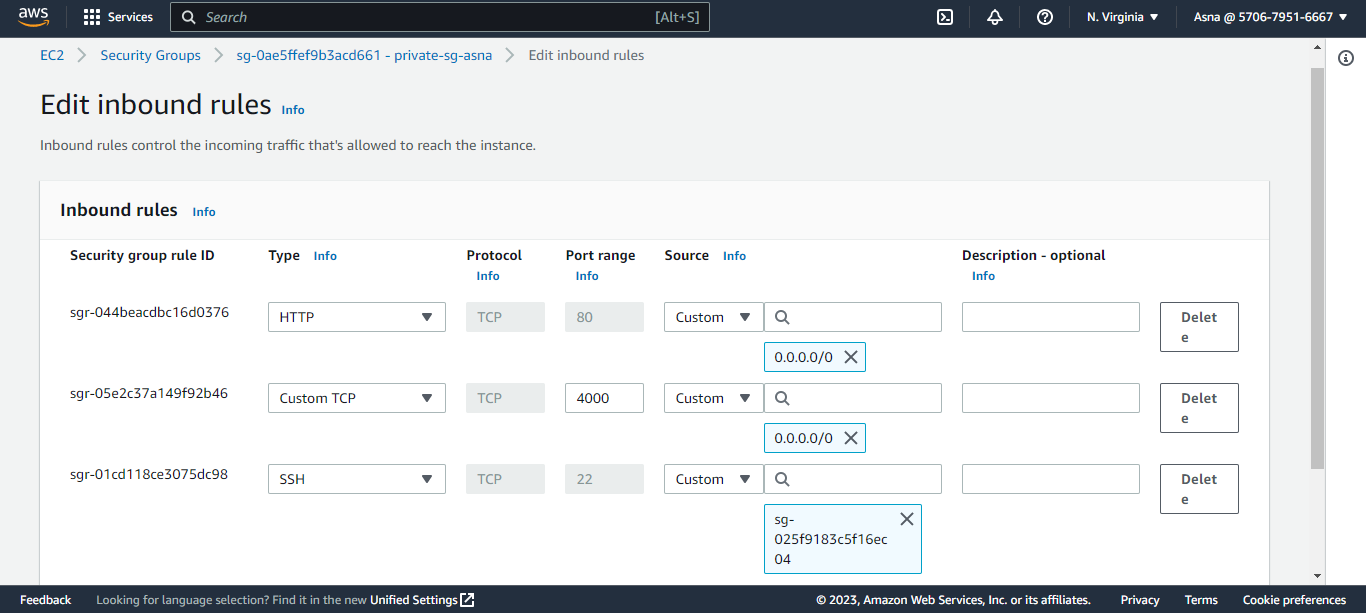 aws Services Search [Alt+S] N. Virginia Asna @ 5706-7951-6667
EC2 Security Groups sg-0ae5ffef9b3acd661 - private-sg-asna Edit inbound rules
Edit inbound rules Info
Inbound rules control the incoming traffic that's allowed to reach the instance.
Inbound rules Info
Security group rule ID Type Info Protocol Port range Source Info Description - optional
Info Info Info
sgr-044beacdbc16d0376 HTTP TCP 80 Custom Delet
e
0.0.0.0/0
sgr-05e2c37a149f92b46 Custom TCP TCP 4000 Custom Delet
e
0.0.0.0/0
sgr-01cd118ce3075dc98 SSH TCP 22 Custom Delet
e
sg-
025f9183c5f16ec
04
Feedback Looking for language selection? Find it in the new Unified Settings © 2023, Amazon Web Services, Inc. or its affiliates. Privacy Terms Cookie preferences